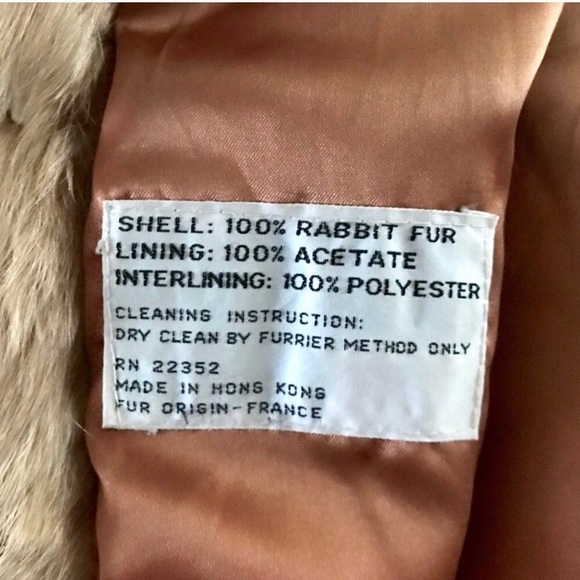 SHELL: 100% RABBIT FUR
LINING: 100% ACETATE
INTERLINING: 100% POLYESTER
CLEANING INSTRUCTION:
DRY CLEAN BY FURRIER METHOD ONLY
RN 22352
MADE IN HONG KONG
FUR ORIGIN-FRANCE